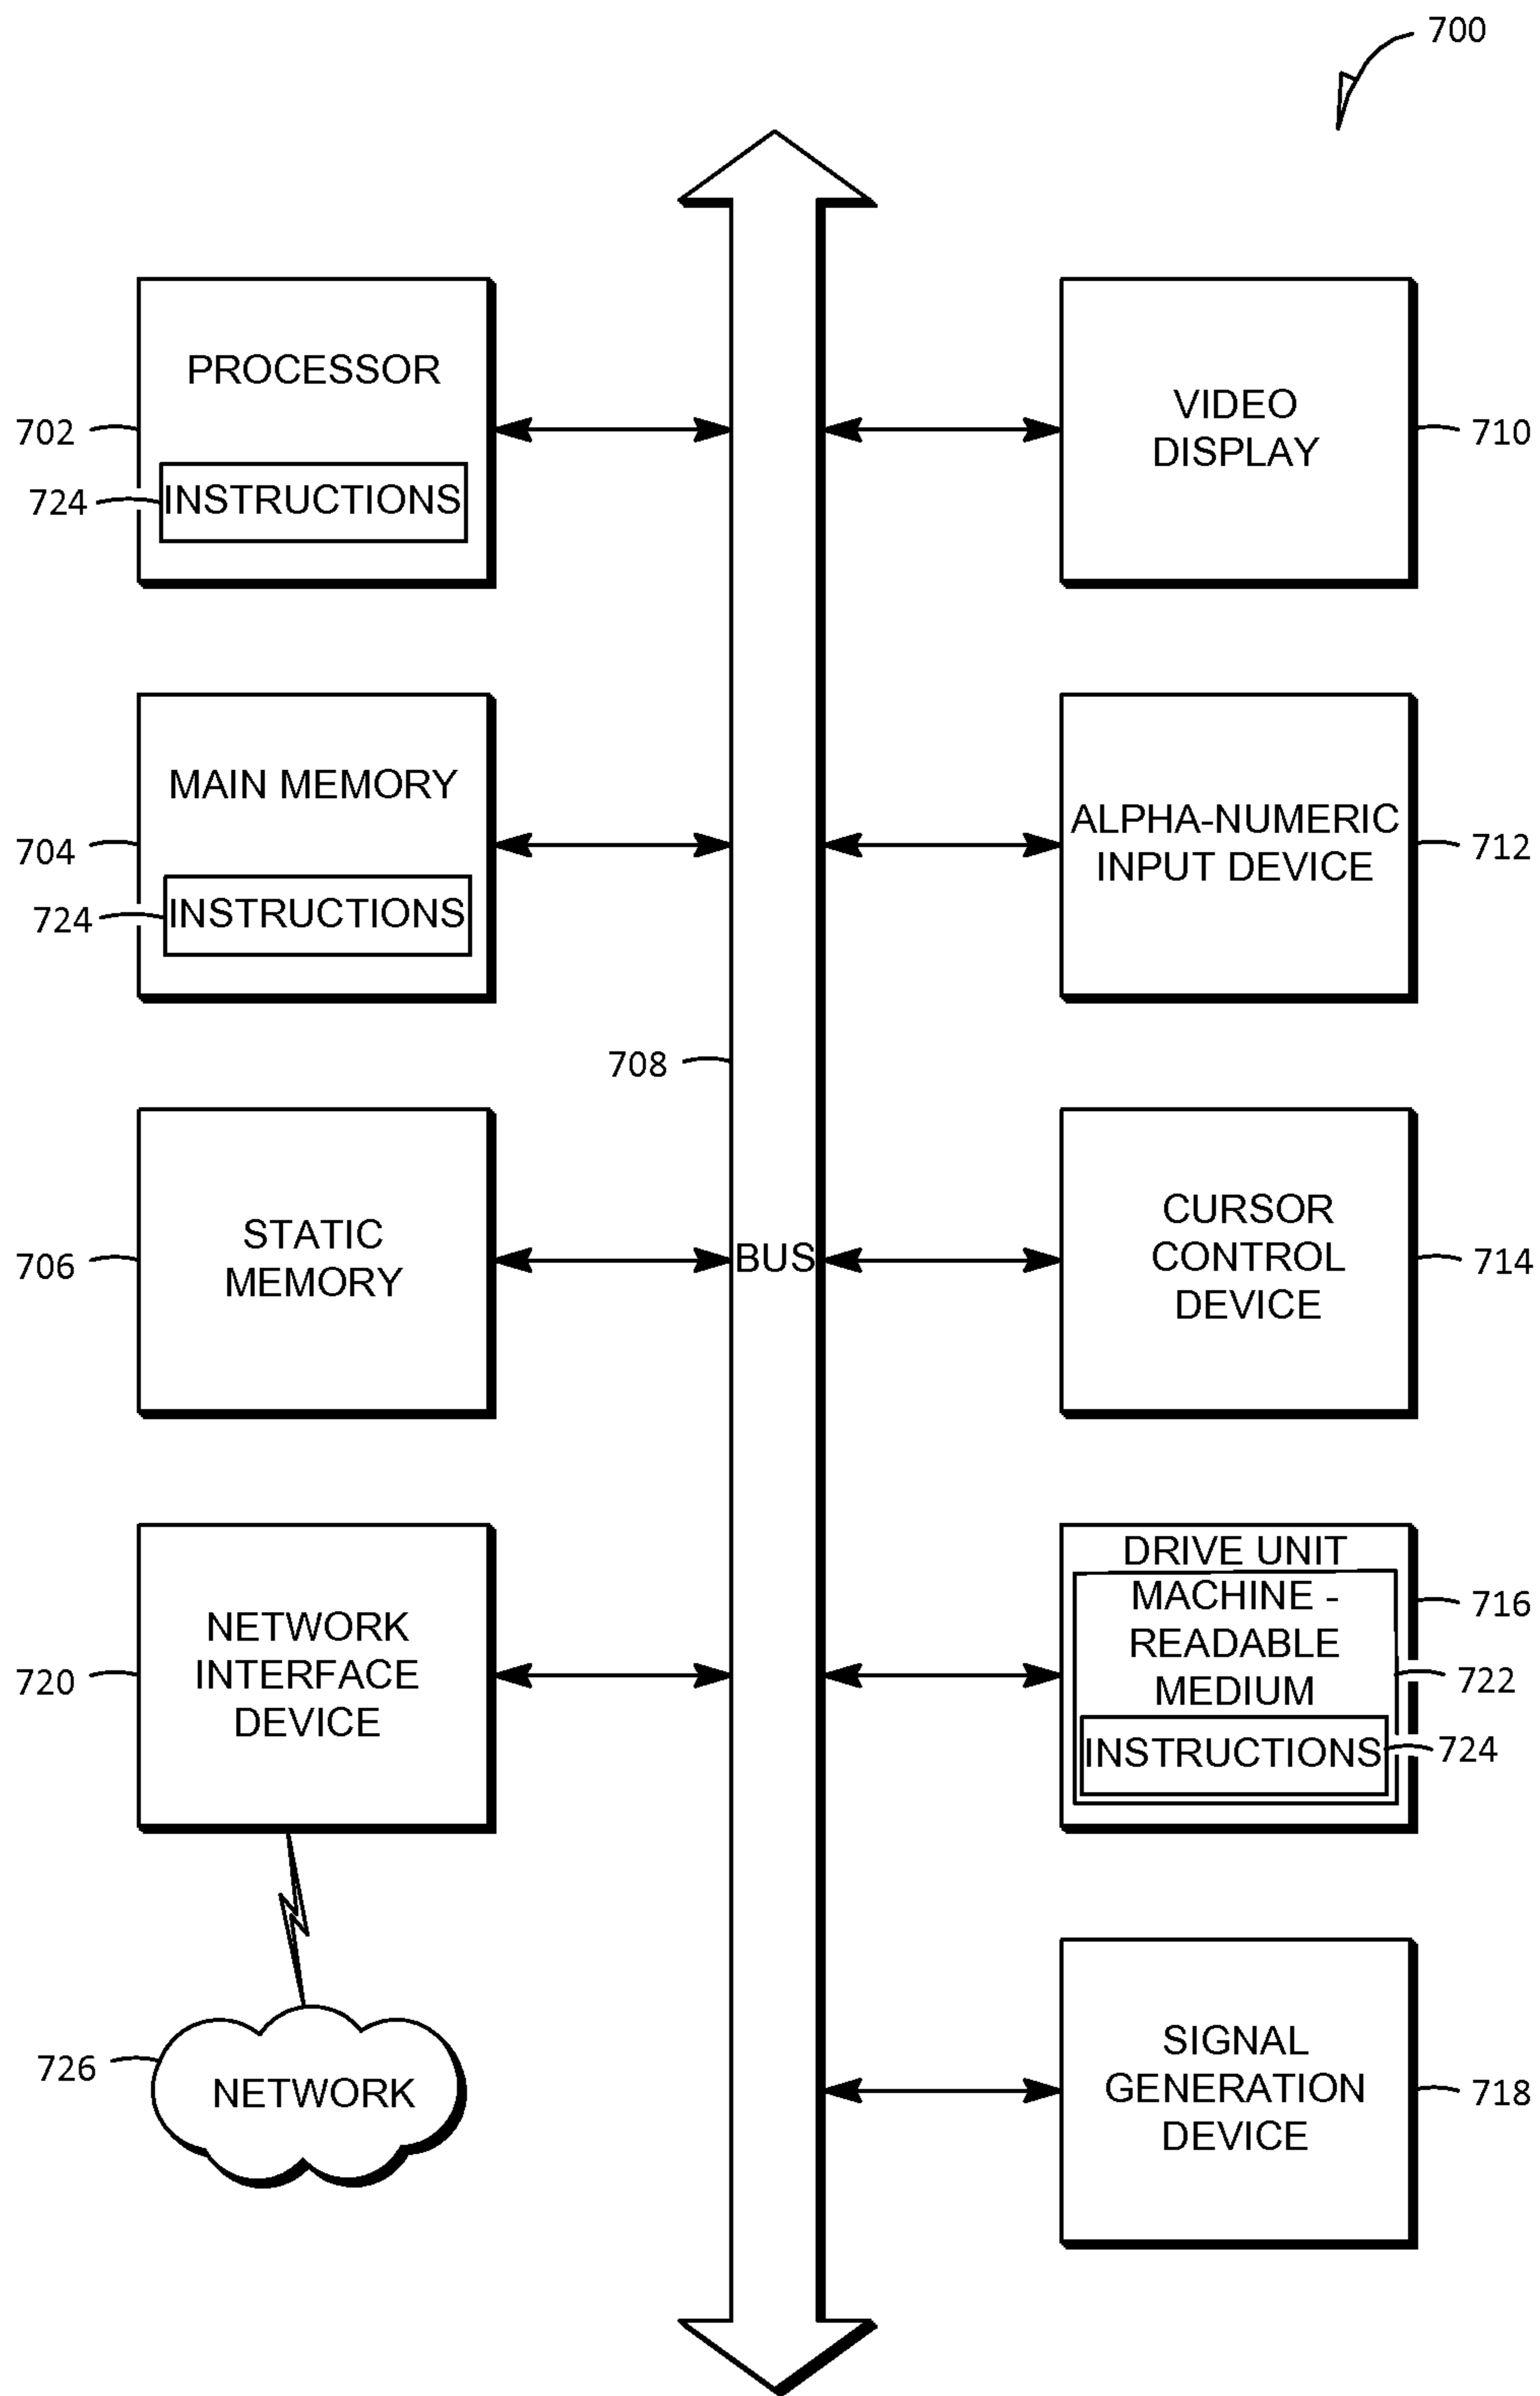 700
PROCESSOR
702
724
INSTRUCTIONS
VIDEO
DISPLAY
710
MAIN MEMORY
704
724
INSTRUCTIONS
ALPHA-NUMERIC
INPUT DEVICE
712
708
STATIC
MEMORY
706
BUS
CURSOR
CONTROL
DEVICE
714
NETWORK
INTERFACE
DEVICE
720
DRIVE UNIT
MACHINE -
READABLE
MEDIUM
INSTRUCTIONS
716
722
724
726
NETWORK
SIGNAL
GENERATION
DEVICE
718